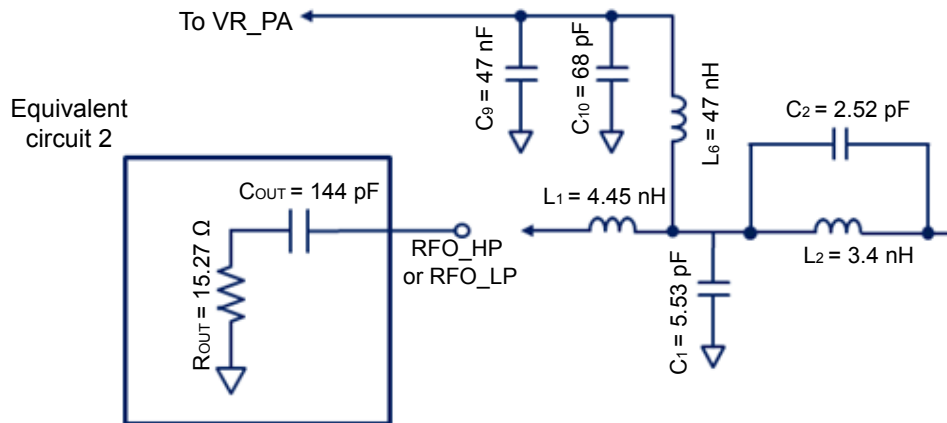 To VR_PA
C9 = 47 nF
C10 = 68 pF
L6 = 47 nH
C2 = 2.52 pF
Equivalent
circuit 2
COUT = 144 pF
L1 = 4.45 nH
RFO_HP
or RFO_LP
L2 = 3.4 nH
ROUT = 15.27 Ω
C1 = 5.53 pF